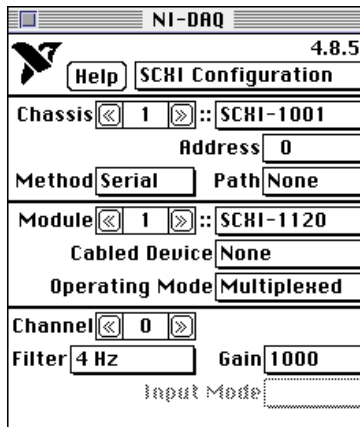 NI-DAQ
4.8.5
Help SCXI Configuration
Chassis 1 :: SCXI-1001
Address 0
Method Serial Path None
Module 1 :: SCXI-1120
Cabled Device None
Operating Mode Multiplexed
Channel 0
Filter 4 Hz Gain 1000
Input Mode